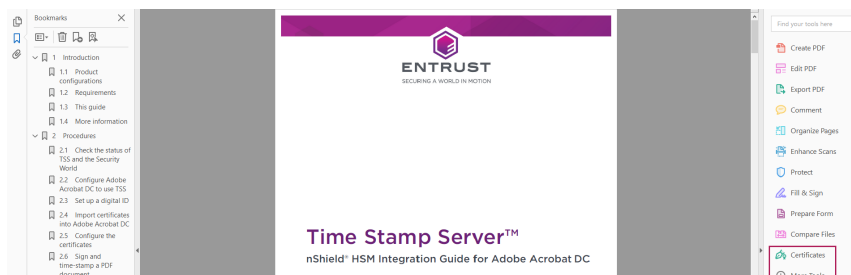 Bookmarks
1 Introduction
1.1 Product
configurations
1.2 Requirements
1.3 This guide
1.4 More information
2 Procedures
2.1 Check the status of
TSS and the Security
World
2.2 Configure Adobe
Acrobat DC to use TSS
2.3 Set up a digital ID
2.4 Import certificates
into Adobe Acrobat DC
2.5 Configure the
certificates
2.6 Sign and
time-stamp a PDF
document
ENTRUST
SECURING A WORLD IN MOTION
Time Stamp Server™
nShield® HSM Integration Guide for Adobe Acrobat DC
Find your tools here
Create PDF
Edit PDF
Export PDF
Comment
Organize Pages
Enhance Scans
Protect
Fill & Sign
Prepare Form
Compare Files
Certificates
More Tools